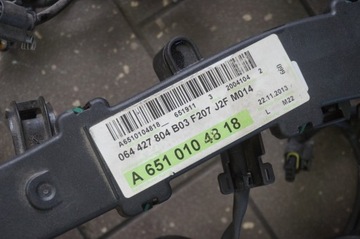 A6510104818 651911 3 2004104 2
064 427 804 B03 F207 J2F M014
A 651 010 48 18
609
22.11.2013
L M22